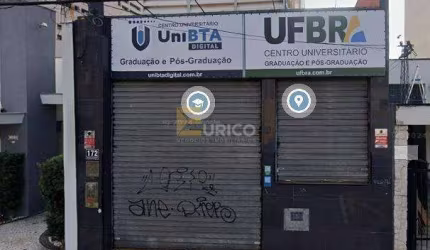 CENTRO UNIVERSITÁRIO
UniBTA
DIGITAL
Graduação e Pós-Graduação
unibtadigital.com.br
UFBRA
CENTRO UNIVERSITÁRIO
GRADUAÇÃO E PÓS-GRADUAÇÃO
ufbra.com.br
EURICO
172